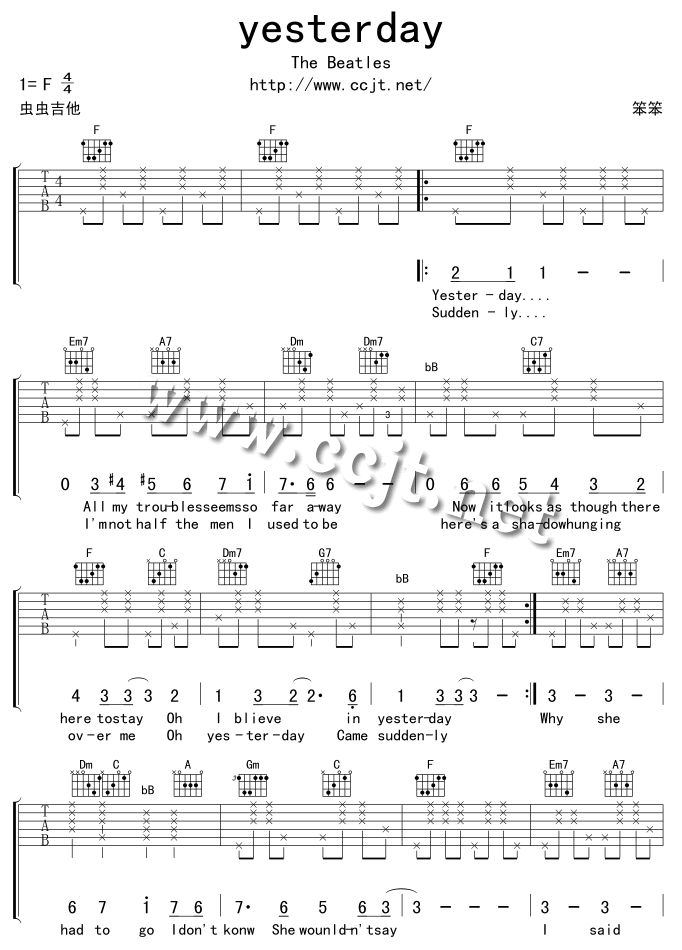 yesterday
The Beatles
1= F 4/4
http://www.ccjt.net/
虫虫吉他
笨笨
F F F
T A B 4 4
2 1 1 - -
Yester-day....
Sudden-ly....
Em7 A7 Dm Dm7 bB C7
T A B
3
0 3 #4 #5 6 7 i 7· 6 6 0 6 6 5 4 3 2
All my trou-blesseemsso far a-way Now itlooks as though there
I'mnot half the men I used to be here's a sha-dowhunging
www.ccjt.net
F C Dm7 G7 bB F Em7 A7
T A B
4 3 3 3 2 1 3 2 2· 6 1 3 3 3 - 3 - 3 -
here tostay Oh I blieve in yesterday Why she
ov-er me Oh yes-ter-day Came sudden-ly
Dm C bB A Gm C F Em7 A7
T A B
3
6 7 i 7 6 7· 6 5 6 3 3 - - 3 - 3 -
had to go Idon't konw She wounld-n'tsay I said